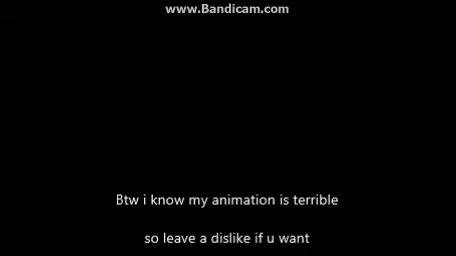 www.Bandicam.com
Btw i know my animation is terrible
so leave a dislike if u want